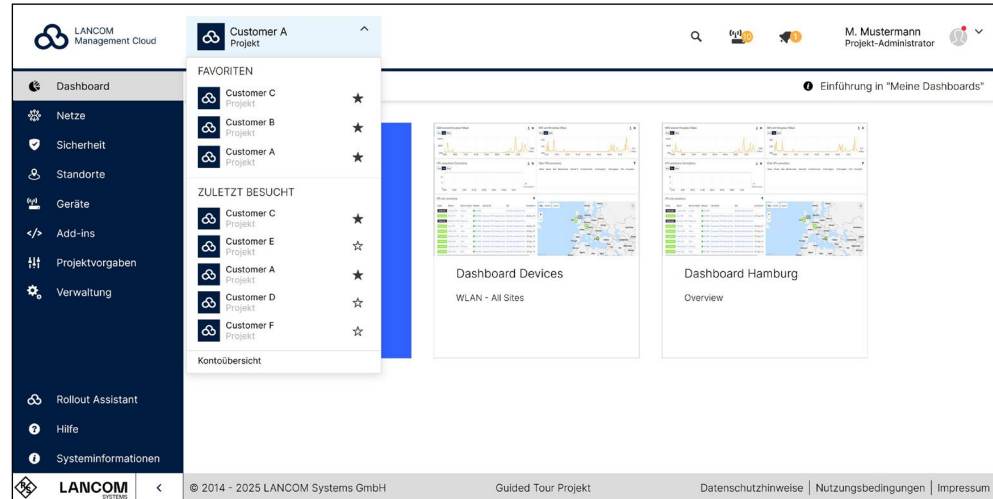 LANCOM
Management Cloud
Customer A
Projekt
10
1
M. Mustermann
Projekt-Administrator
Dashboard
Netze
Sicherheit
Standorte
Geräte
Add-ins
Projektvorgaben
Verwaltung
Rollout Assistant
Hilfe
Systeminformationen
FAVORITEN
Customer C
Projekt
Customer B
Projekt
Customer A
Projekt
ZULETZT BESUCHT
Customer C
Projekt
Customer E
Projekt
Customer A
Projekt
Customer D
Projekt
Customer F
Projekt
Kontoübersicht
Einführung in "Meine Dashboards"
Dashboard Devices
WLAN - All Sites
Dashboard Hamburg
Overview
LANCOM
SYSTEMS
© 2014 - 2025 LANCOM Systems GmbH
Guided Tour Projekt
Datenschutzhinweise | Nutzungsbedingungen | Impressum